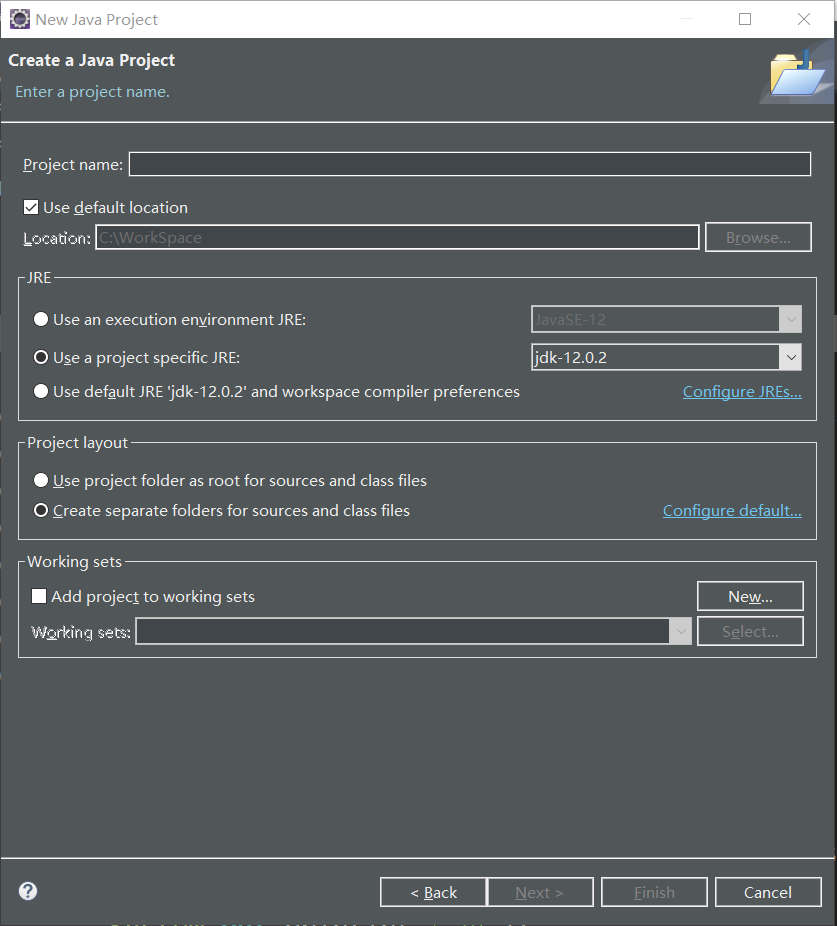 New Java Project
Create a Java Project
Enter a project name.
Project name:
Use default location
Location: C:\WorkSpace Browse...
JRE
Use an execution environment JRE: JavaSE-12
Use a project specific JRE: jdk-12.0.2
Use default JRE 'jdk-12.0.2' and workspace compiler preferences Configure JREs...
Project layout
Use project folder as root for sources and class files
Create separate folders for sources and class files Configure default...
Working sets
Add project to working sets New...
Working sets: Select...
? < Back Next > Finish Cancel